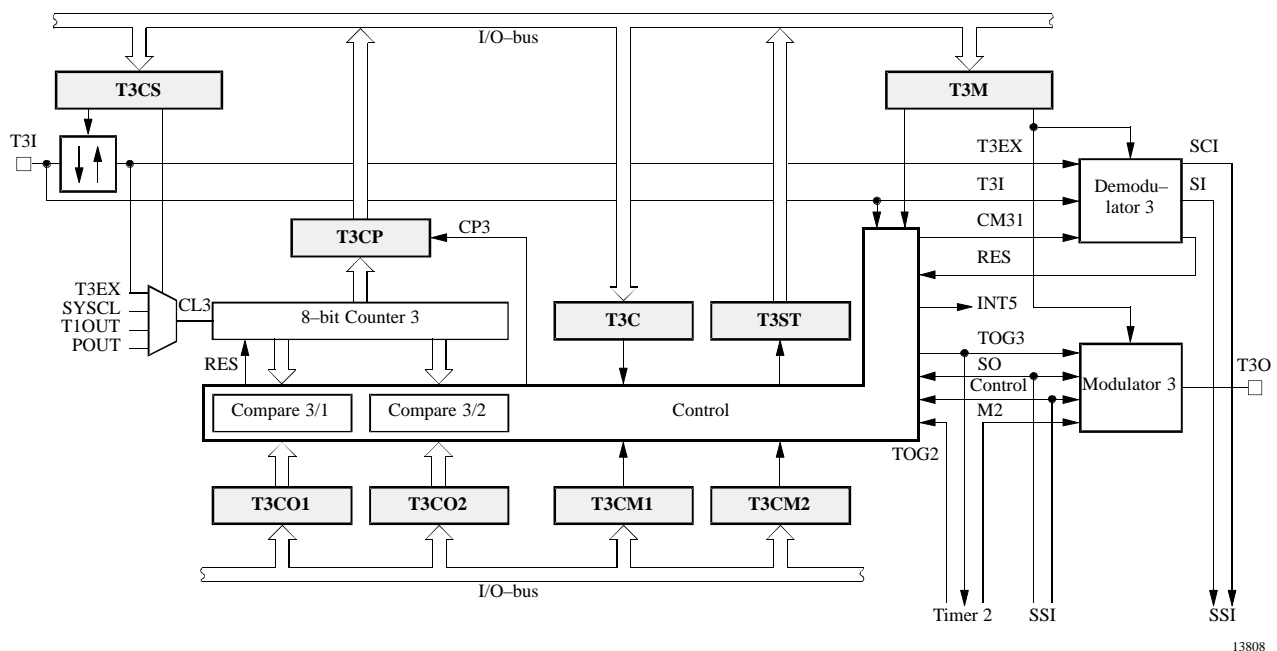 I/O–bus
T3CS
T3M
T3I
T3EX
SCI
T3I
SI
Demodu–
lator 3
CM31
T3CP
CP3
RES
T3EX
SYSCL
T1OUT
POUT
CL3
8–bit Counter 3
T3C
T3ST
INT5
RES
TOG3
SO
Control
M2
Modulator 3
T3O
Compare 3/1
Compare 3/2
Control
TOG2
T3CO1
T3CO2
T3CM1
T3CM2
I/O–bus
Timer 2
SSI
SSI
13808